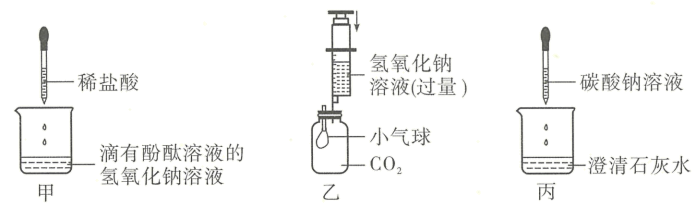 稀盐酸
滴有酚酞溶液的
氢氧化钠溶液
甲
氢氧化钠
溶液(过量)
小气球
CO₂
乙
碳酸钠溶液
澄清石灰水
丙